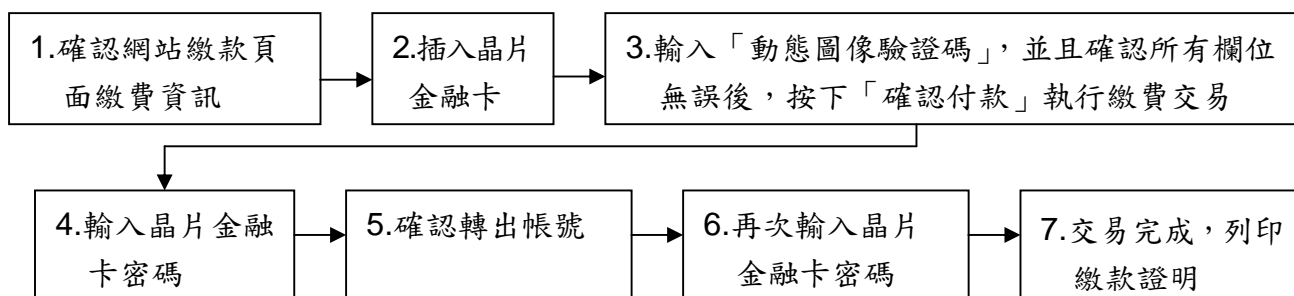 1.確認網站繳款頁
面繳費資訊
2.插入晶片
金融卡
3.輸入「動態圖像驗證碼」，並且確認所有欄位
無誤後，按下「確認付款」執行繳費交易
4.輸入晶片金融
卡密碼
5.確認轉出帳號
6.再次輸入晶片
金融卡密碼
7.交易完成，列印
繳款證明